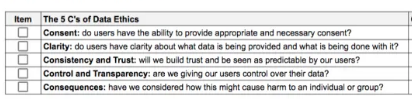 Item The 5 C's of Data Ethics
Consent: do users have the ability to provide appropriate and necessary consent?
Clarity: do users have clarity about what data is being provided and what is being done with it?
Consistency and Trust: will we build trust and be seen as predictable by our users?
Control and Transparency: are we giving our users control over their data?
Consequences: have we considered how this might cause harm to an individual or group?